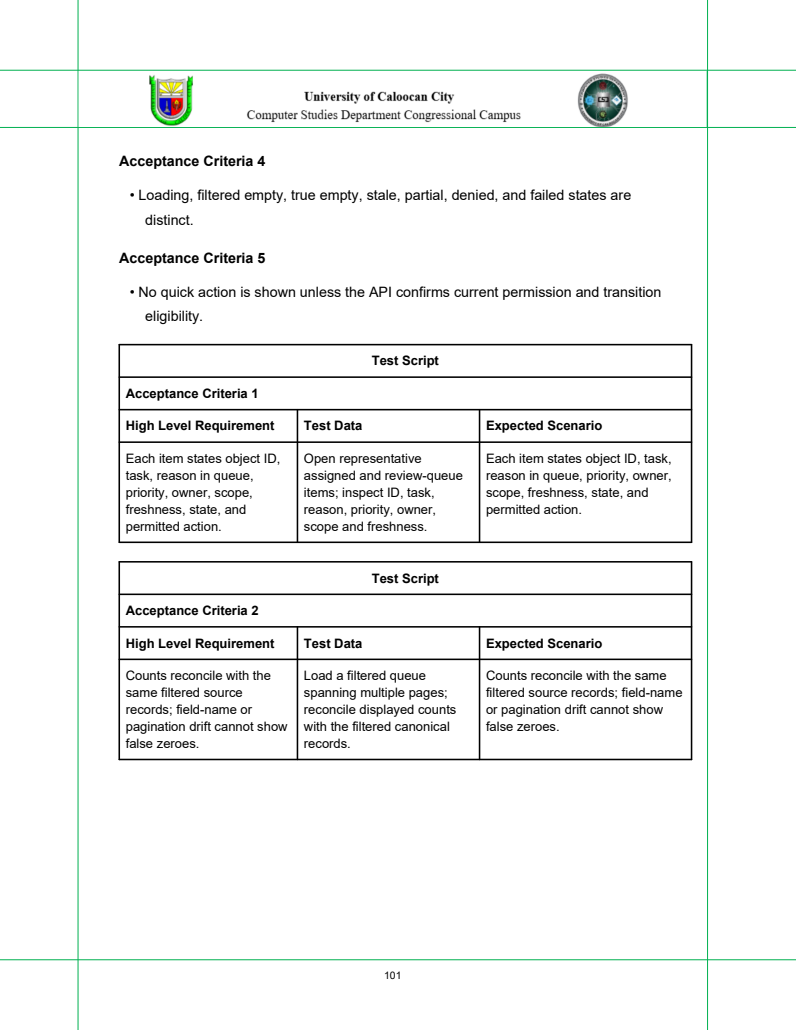 University of Caloocan City
Computer Studies Department Congressional Campus
Acceptance Criteria 4
• Loading, filtered empty, true empty, stale, partial, denied, and failed states are
distinct.
Acceptance Criteria 5
• No quick action is shown unless the API confirms current permission and transition
eligibility.
Test Script
Acceptance Criteria 1
High Level Requirement
Test Data
Expected Scenario
Each item states object ID,
task, reason in queue,
priority, owner, scope,
freshness, state, and
permitted action.
Open representative
assigned and review-queue
items; inspect ID, task,
reason, priority, owner,
scope and freshness.
Each item states object ID, task,
reason in queue, priority, owner,
scope, freshness, state, and
permitted action.
Test Script
Acceptance Criteria 2
High Level Requirement
Test Data
Expected Scenario
Counts reconcile with the
same filtered source
records; field-name or
pagination drift cannot show
false zeroes.
Load a filtered queue
spanning multiple pages;
reconcile displayed counts
with the filtered canonical
records.
Counts reconcile with the same
filtered source records; field-name
or pagination drift cannot show
false zeroes.
101